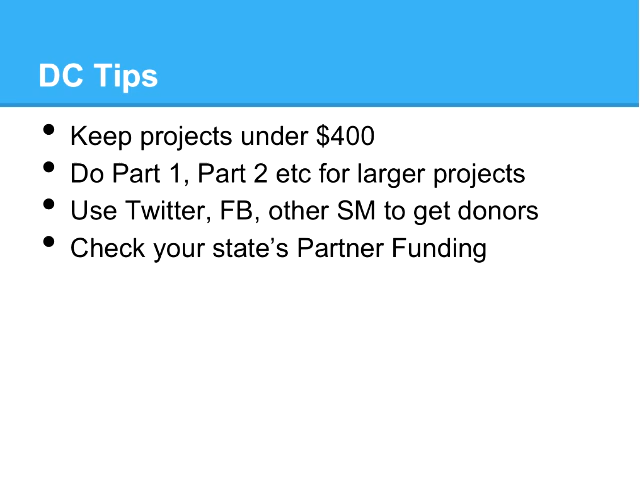 DC Tips
• Keep projects under $400
• Do Part 1, Part 2 etc for larger projects
• Use Twitter, FB, other SM to get donors
• Check your state’s Partner Funding